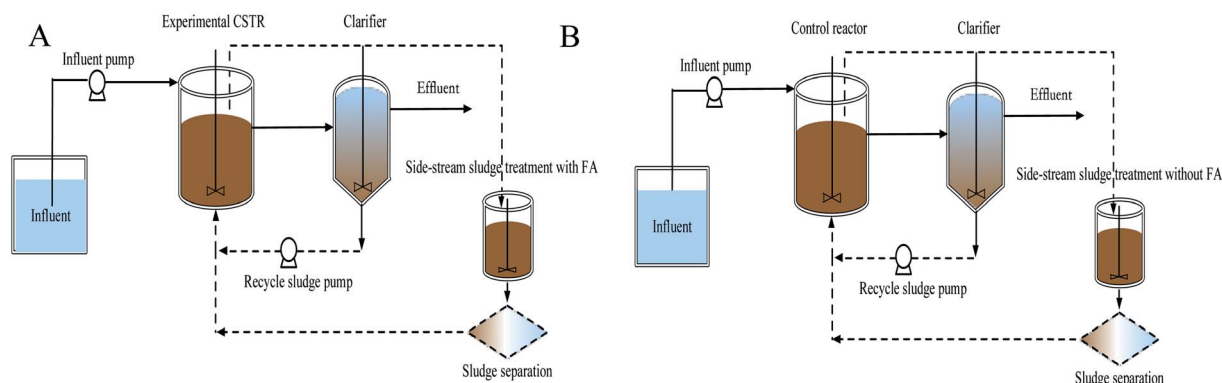 A
Experimental CSTR
Clarifier
Influent pump
Effluent
Side-stream sludge treatment with FA
Influent
Recycle sludge pump
Sludge separation
B
Control reactor
Clarifier
Influent pump
Effluent
Side-stream sludge treatment without FA
Influent
Recycle sludge pump
Sludge separation